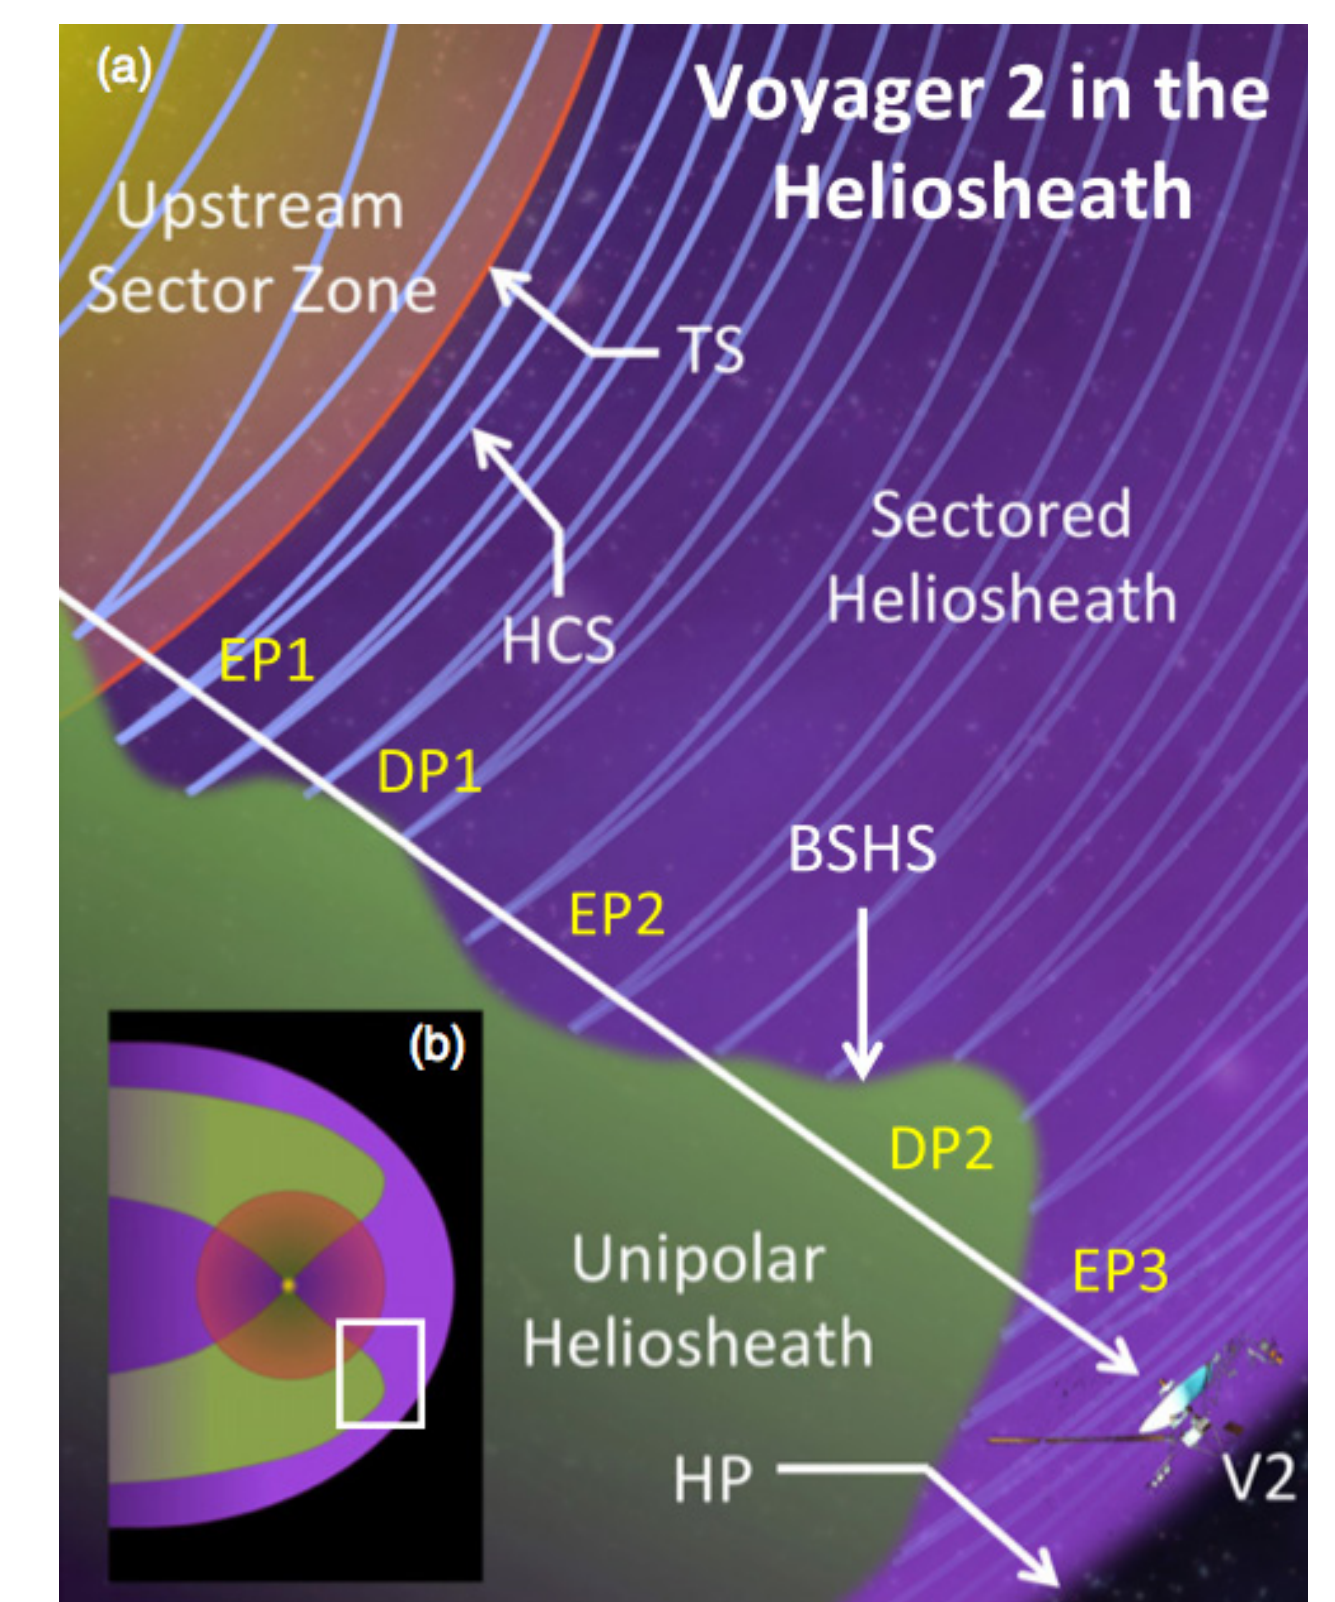 (a)
Voyager 2 in the
Heliosheath
Upstream
Sector Zone
TS
Sectored
Heliosheath
HCS
EP1
DP1
BSHS
EP2
(b)
DP2
Unipolar
Heliosheath
EP3
HP
V2